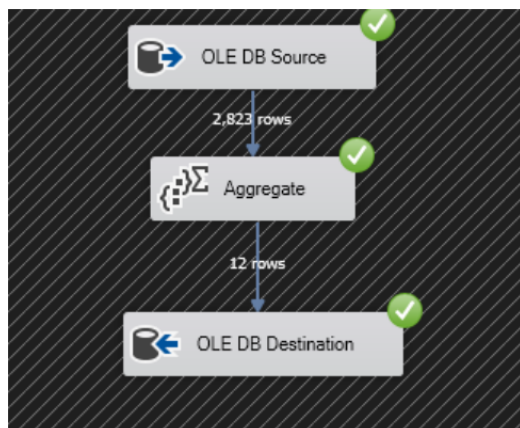 OLE DB Source
2,823 rows
Aggregate
12 rows
OLE DB Destination